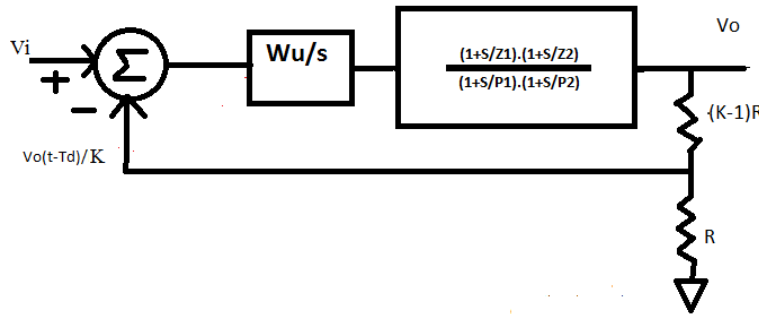 Vo
Vi
+
Σ
−
Wu/s
(1+S/Z1).(1+S/Z2)
(1+S/P1).(1+S/P2)
(K-1)R
Vo(t-Td)/K
R